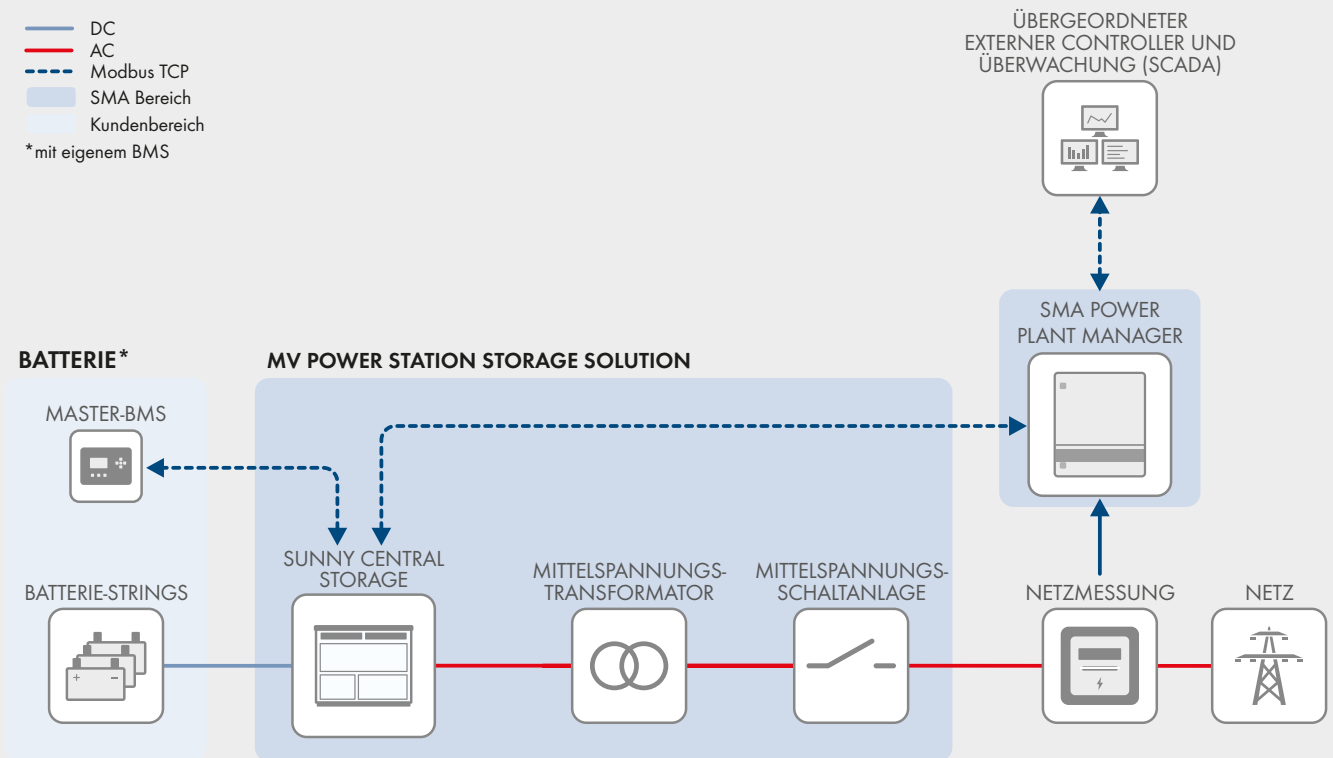 DC
AC
Modbus TCP
SMA Bereich
Kundenbereich
*mit eigenem BMS
ÜBERGEORDNETER
EXTERNER CONTROLLER UND
ÜBERWACHUNG (SCADA)
SMA POWER
PLANT MANAGER
BATTERIE*
MV POWER STATION STORAGE SOLUTION
MASTER-BMS
BATTERIE-STRINGS
SUNNY CENTRAL
STORAGE
MITTELSPANNUNGS-
TRANSFORMATOR
MITTELSPANNUNGS-
SCHALTANLAGE
NETZMESSUNG
NETZ